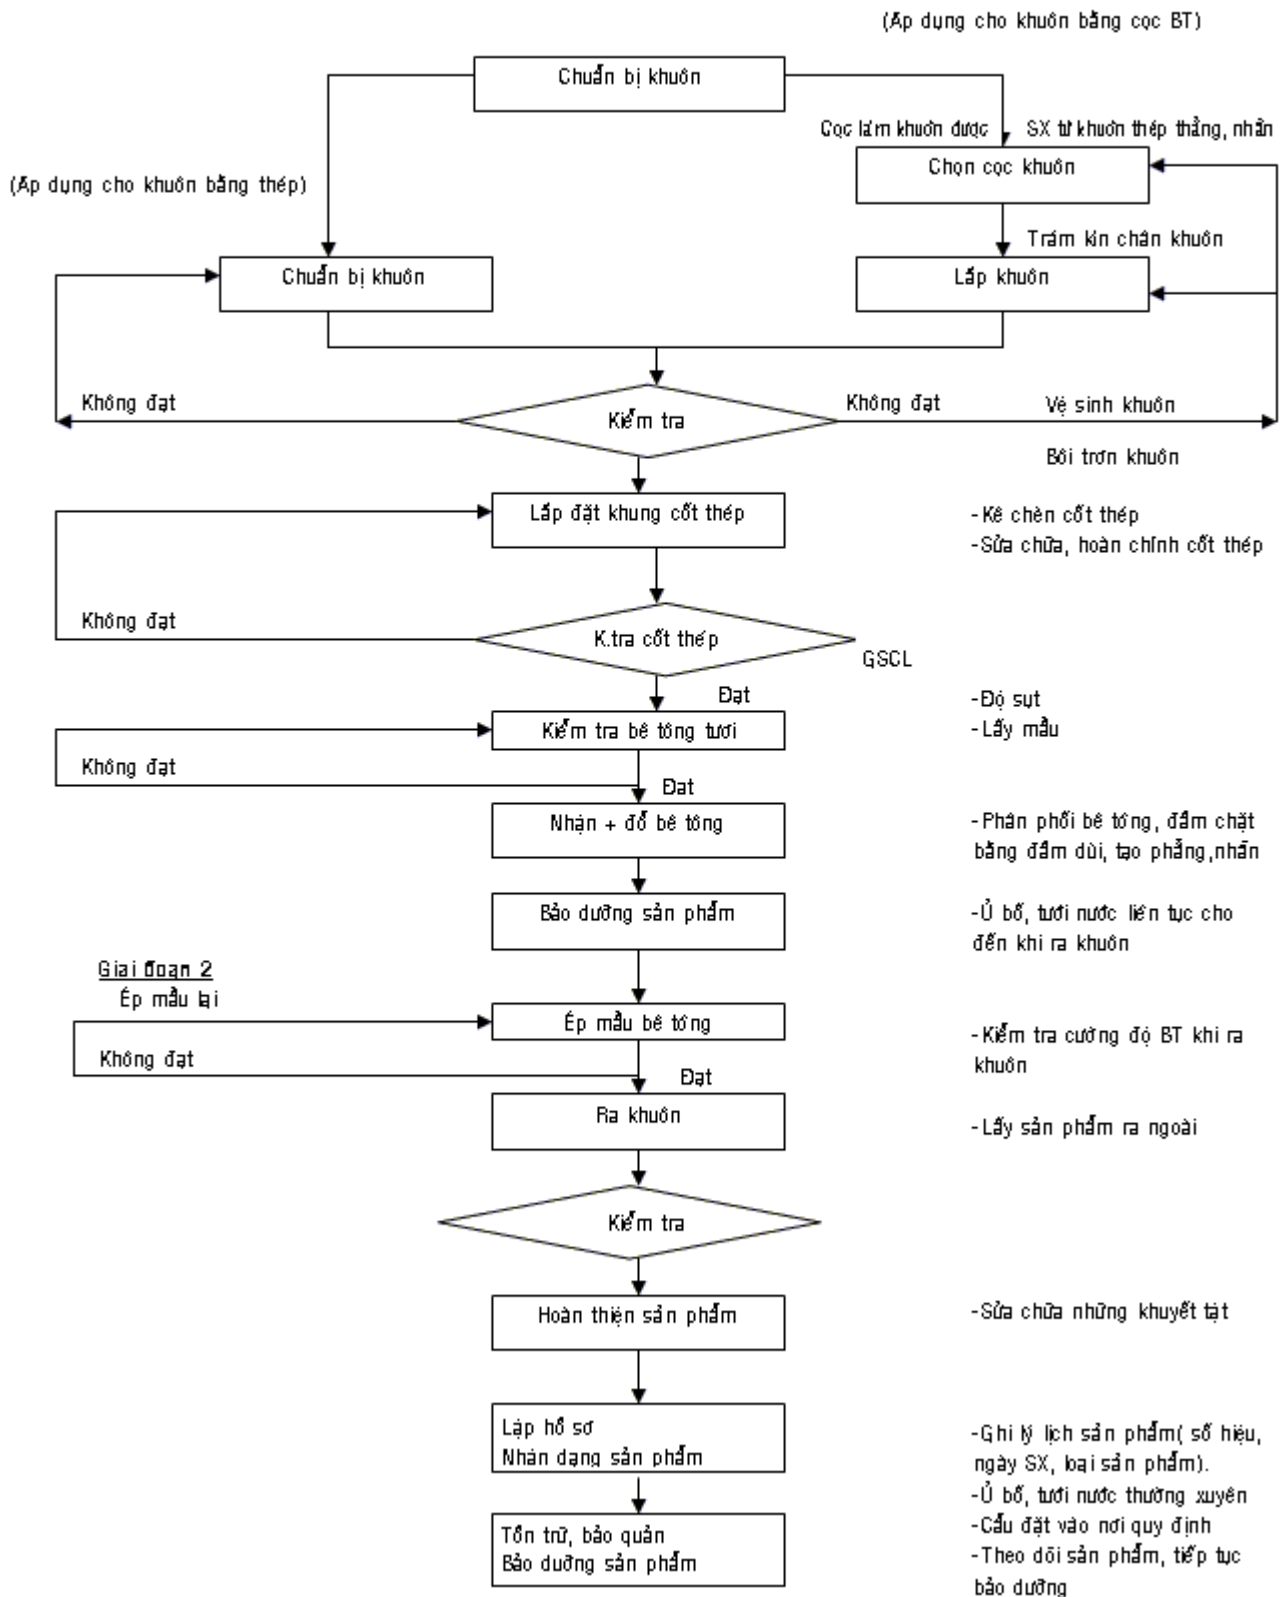 (Áp dụng cho khuôn bằng cọc BT)
Chuẩn bị khuôn
Cọc làm khuôn được
SX từ khuôn thép thẳng, nhẵn
(Áp dụng cho khuôn bằng thép)
Chọn cọc khuôn
Trám kín chân khuôn
Chuẩn bị khuôn
Lắp khuôn
Không đạt
Kiểm tra
Không đạt
Vệ sinh khuôn
Bôi trơn khuôn
Lắp đặt khung cốt thép
-Kê chèn cốt thép
-Sửa chữa, hoàn chỉnh cốt thép
Không đạt
K.tra cốt thép
GSCL
Đạt
-Độ sụt
Kiểm tra bê tông tươi
-Lấy mẫu
Không đạt
Đạt
Nhận + đổ bê tông
-Phân phối bê tông, đầm chặt
bằng đầm dùi, tạo phẳng,nhẵn
Bảo dưỡng sản phẩm
-Ủ bố, tưới nước liên tục cho
đến khi ra khuôn
Giai đoạn 2
Ép mẫu lại
Ép mẫu bê tông
-Kiểm tra cường độ BT khi ra
khuôn
Không đạt
Đạt
Ra khuôn
-Lấy sản phẩm ra ngoài
Kiểm tra
Hoàn thiện sản phẩm
-Sửa chữa những khuyết tật
Lập hồ sơ
Nhận dạng sản phẩm
-Ghi lý lịch sản phẩm( số hiệu,
ngày SX, loại sản phẩm).
-Ủ bố, tưới nước thường xuyên
Tồn trữ, bảo quản
Bảo dưỡng sản phẩm
-Cẩu đặt vào nơi quy định
-Theo dõi sản phẩm, tiếp tục
bảo dưỡng